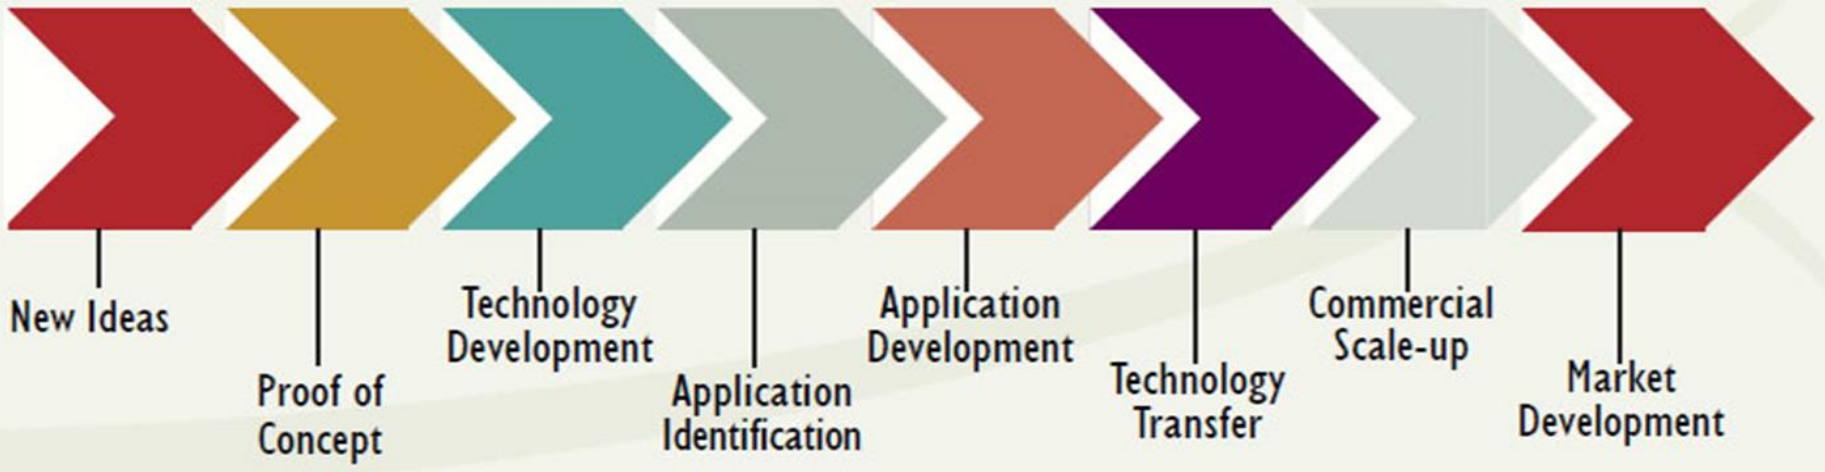 New Ideas
Proof of
Concept
Technology
Development
Application
Identification
Application
Development
Technology
Transfer
Commercial
Scale-up
Market
Development